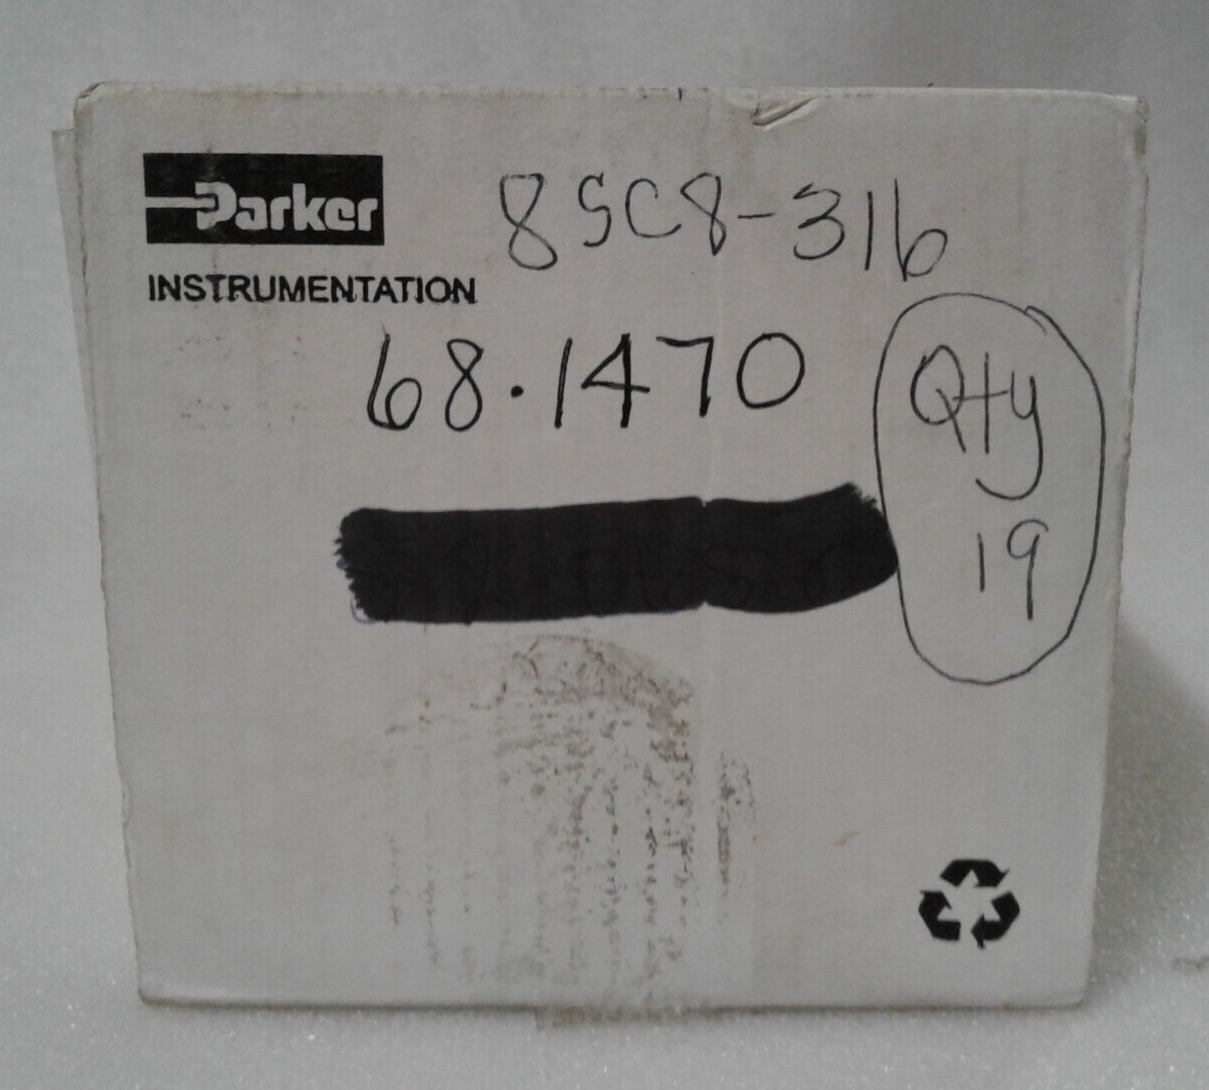 Parker
INSTRUMENTATION
8SC8-316
68.1470
Qty
19